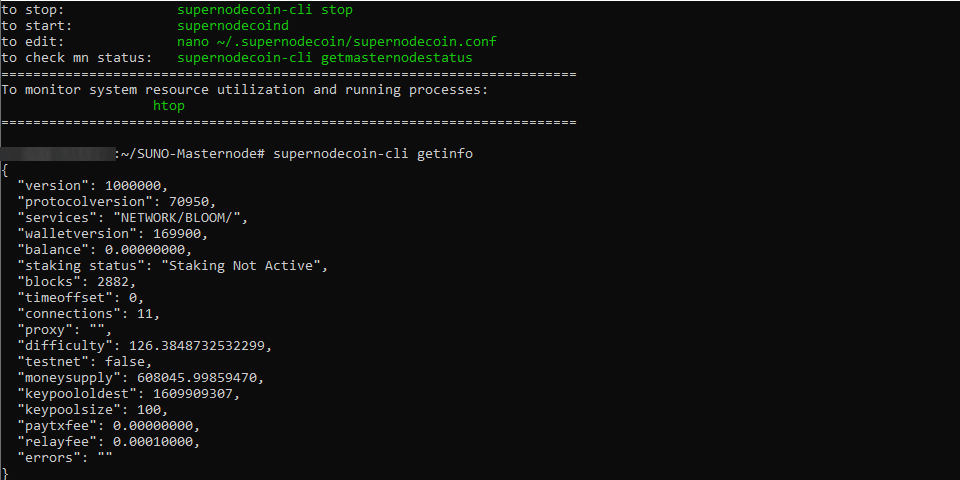 to stop: supernodecoin-cli stop
to start: supernodecoind
to edit: nano ~/.supernodecoin/supernodecoin.conf
to check mn status: supernodecoin-cli getmasternodestatus
========================================================================
To monitor system resource utilization and running processes:
htop
========================================================================
:~/SUNO-Masternode# supernodecoin-cli getinfo
{
"version": 1000000,
"protocolversion": 70950,
"services": "NETWORK/BLOOM/",
"walletversion": 169900,
"balance": 0.00000000,
"staking status": "Staking Not Active",
"blocks": 2882,
"timeoffset": 0,
"connections": 11,
"proxy": "",
"difficulty": 126.3848732532299,
"testnet": false,
"moneysupply": 608045.99859470,
"keypoololdest": 1609909307,
"keypoolsize": 100,
"paytxfee": 0.00000000,
"relayfee": 0.00010000,
"errors": ""
}